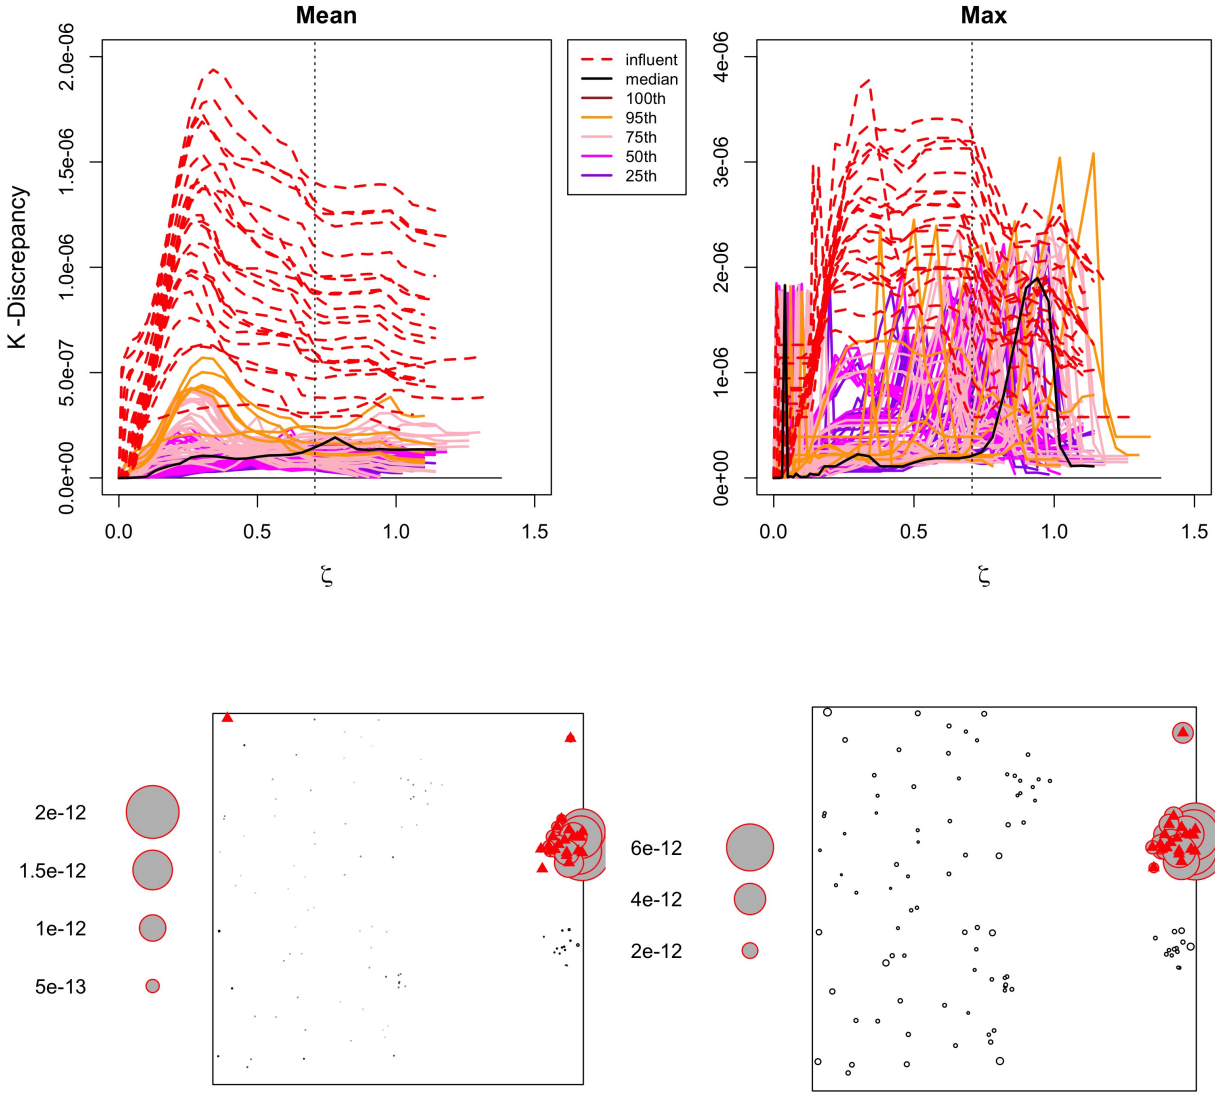 Mean
K -Discrepancy
0.0e+00
5.0e-07
1.0e-06
1.5e-06
2.0e-06
0.0
0.5
1.0
1.5
ζ
influent
median
100th
95th
75th
50th
25th
Max
0e+00
1e-06
2e-06
3e-06
4e-06
0.0
0.5
1.0
1.5
ζ
2e-12
1.5e-12
1e-12
5e-13
6e-12
4e-12
2e-12